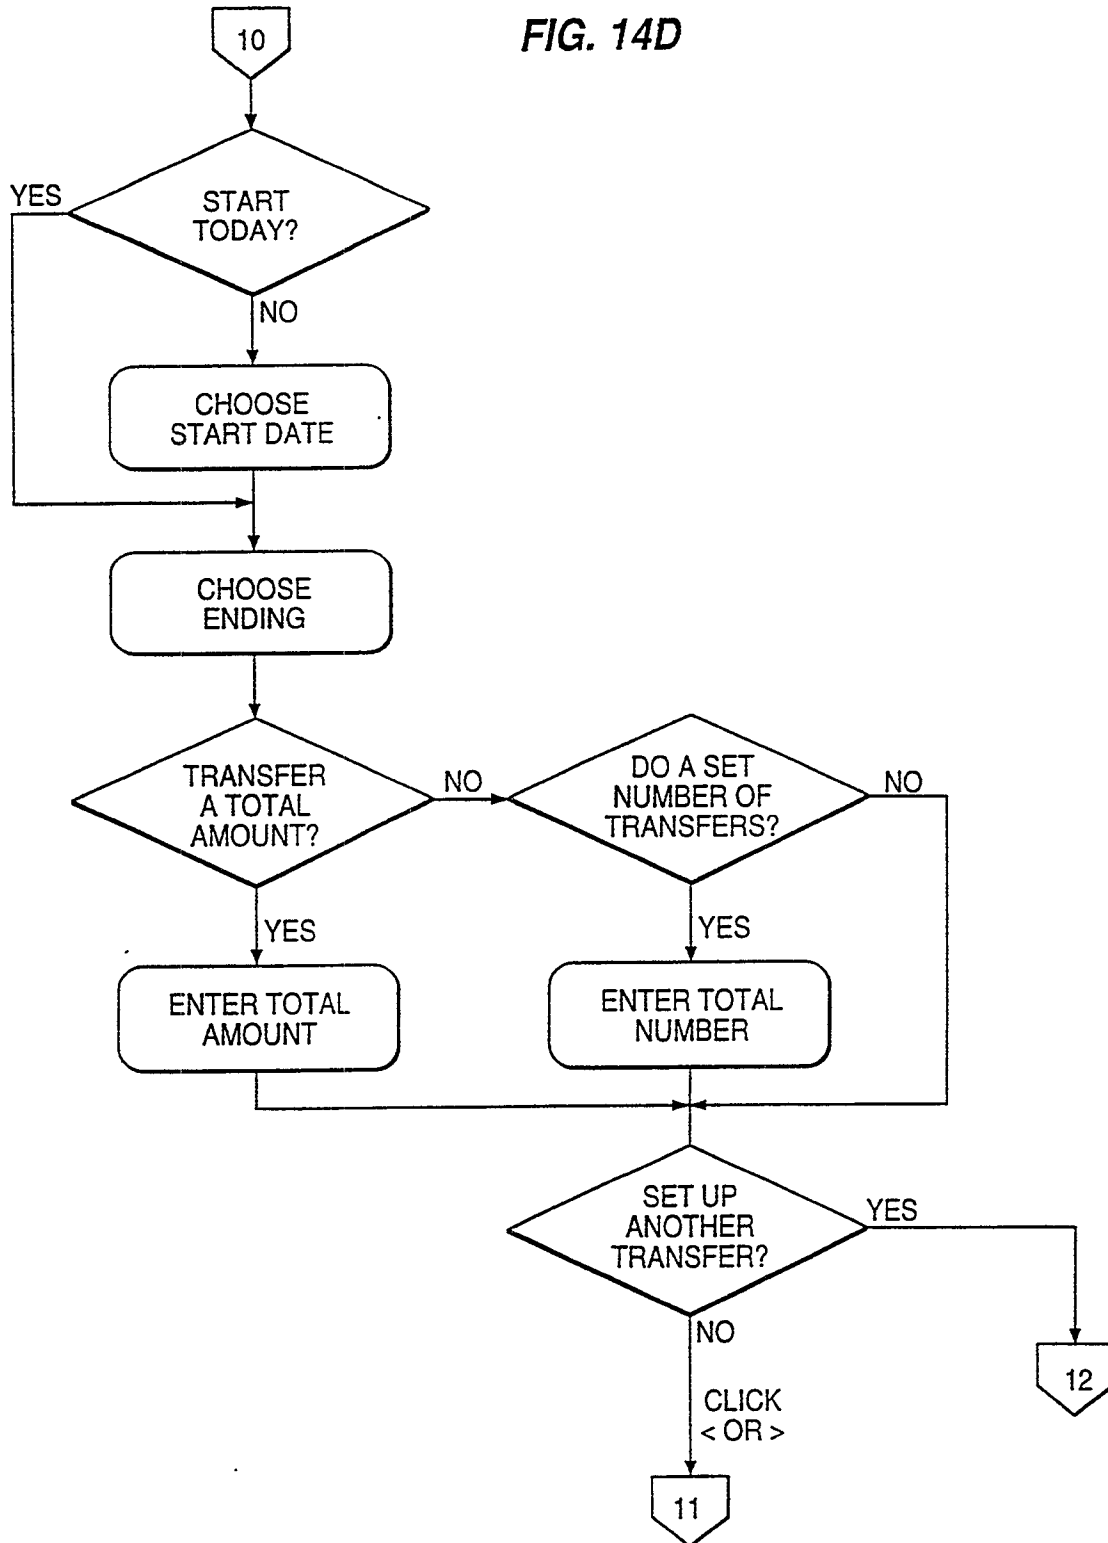 FIG. 14D
10
YES
START
TODAY?
NO
CHOOSE
START DATE
CHOOSE
ENDING
TRANSFER
A TOTAL
AMOUNT?
NO
DO A SET
NUMBER OF
TRANSFERS?
NO
YES
YES
ENTER TOTAL
AMOUNT
ENTER TOTAL
NUMBER
SET UP
ANOTHER
TRANSFER?
YES
NO
12
CLICK
< OR >
11